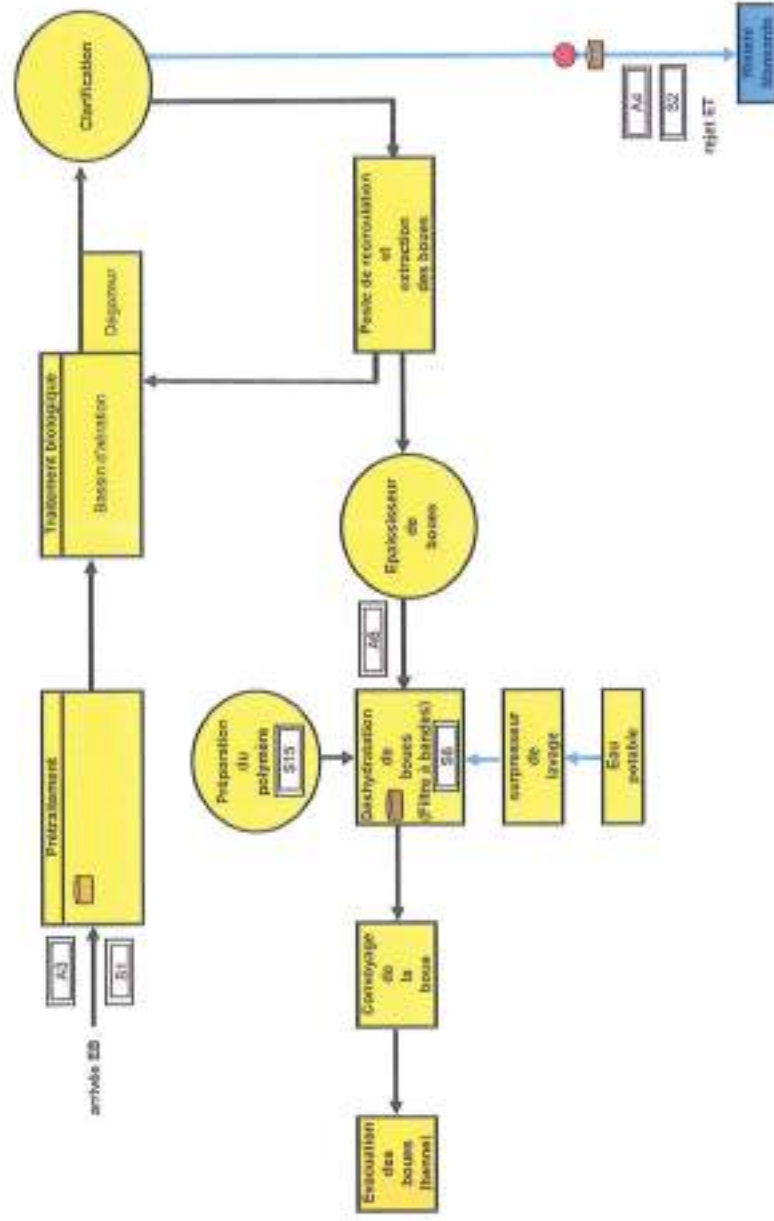 arrivée EB
A3
S1
Prétraitement
Traitement biologique
Bassin d'aération
Dégazeur
Clarification
Poste de recirculation
et
extraction
des boues
Epaississeur
de
boues
A6
Préparation
du
polymère
S15
Déshydratation
de
boues
(Filtre à bandes)
S6
surpresseur
de
lavage
Eau
potable
Convoyage
de
la
boue
Evacuation
des
boues
(benne)
A4
S2
rejet ET